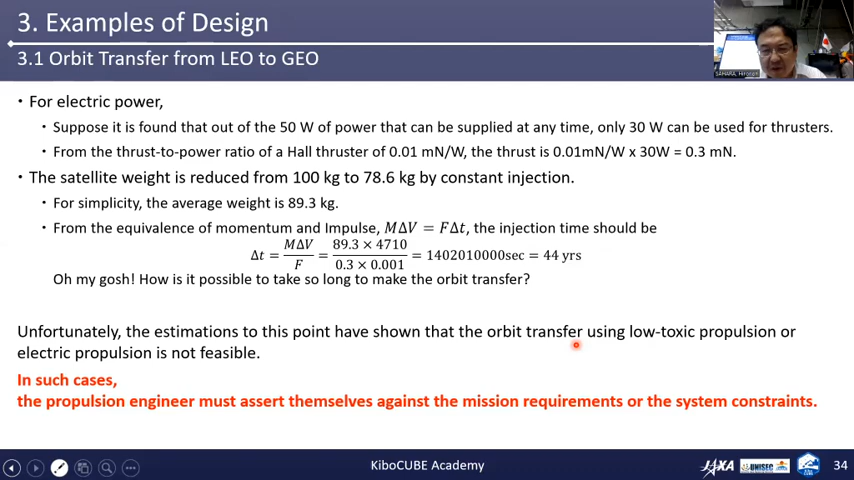 3. Examples of Design
3.1 Orbit Transfer from LEO to GEO
SAHARA, Hironori
• For electric power,
• Suppose it is found that out of the 50 W of power that can be supplied at any time, only 30 W can be used for thrusters.
• From the thrust-to-power ratio of a Hall thruster of 0.01 mN/W, the thrust is 0.01mN/W x 30W = 0.3 mN.
• The satellite weight is reduced from 100 kg to 78.6 kg by constant injection.
• For simplicity, the average weight is 89.3 kg.
• From the equivalence of momentum and Impulse, MΔV = FΔt, the injection time should be
Δt = MΔV / F = 89.3 × 4710 / 0.3 × 0.001 = 1402010000sec = 44 yrs
Oh my gosh! How is it possible to take so long to make the orbit transfer?
Unfortunately, the estimations to this point have shown that the orbit transfer using low-toxic propulsion or
electric propulsion is not feasible.
In such cases,
the propulsion engineer must assert themselves against the mission requirements or the system constraints.
KiboCUBE Academy
JAXA
UNISEC
34